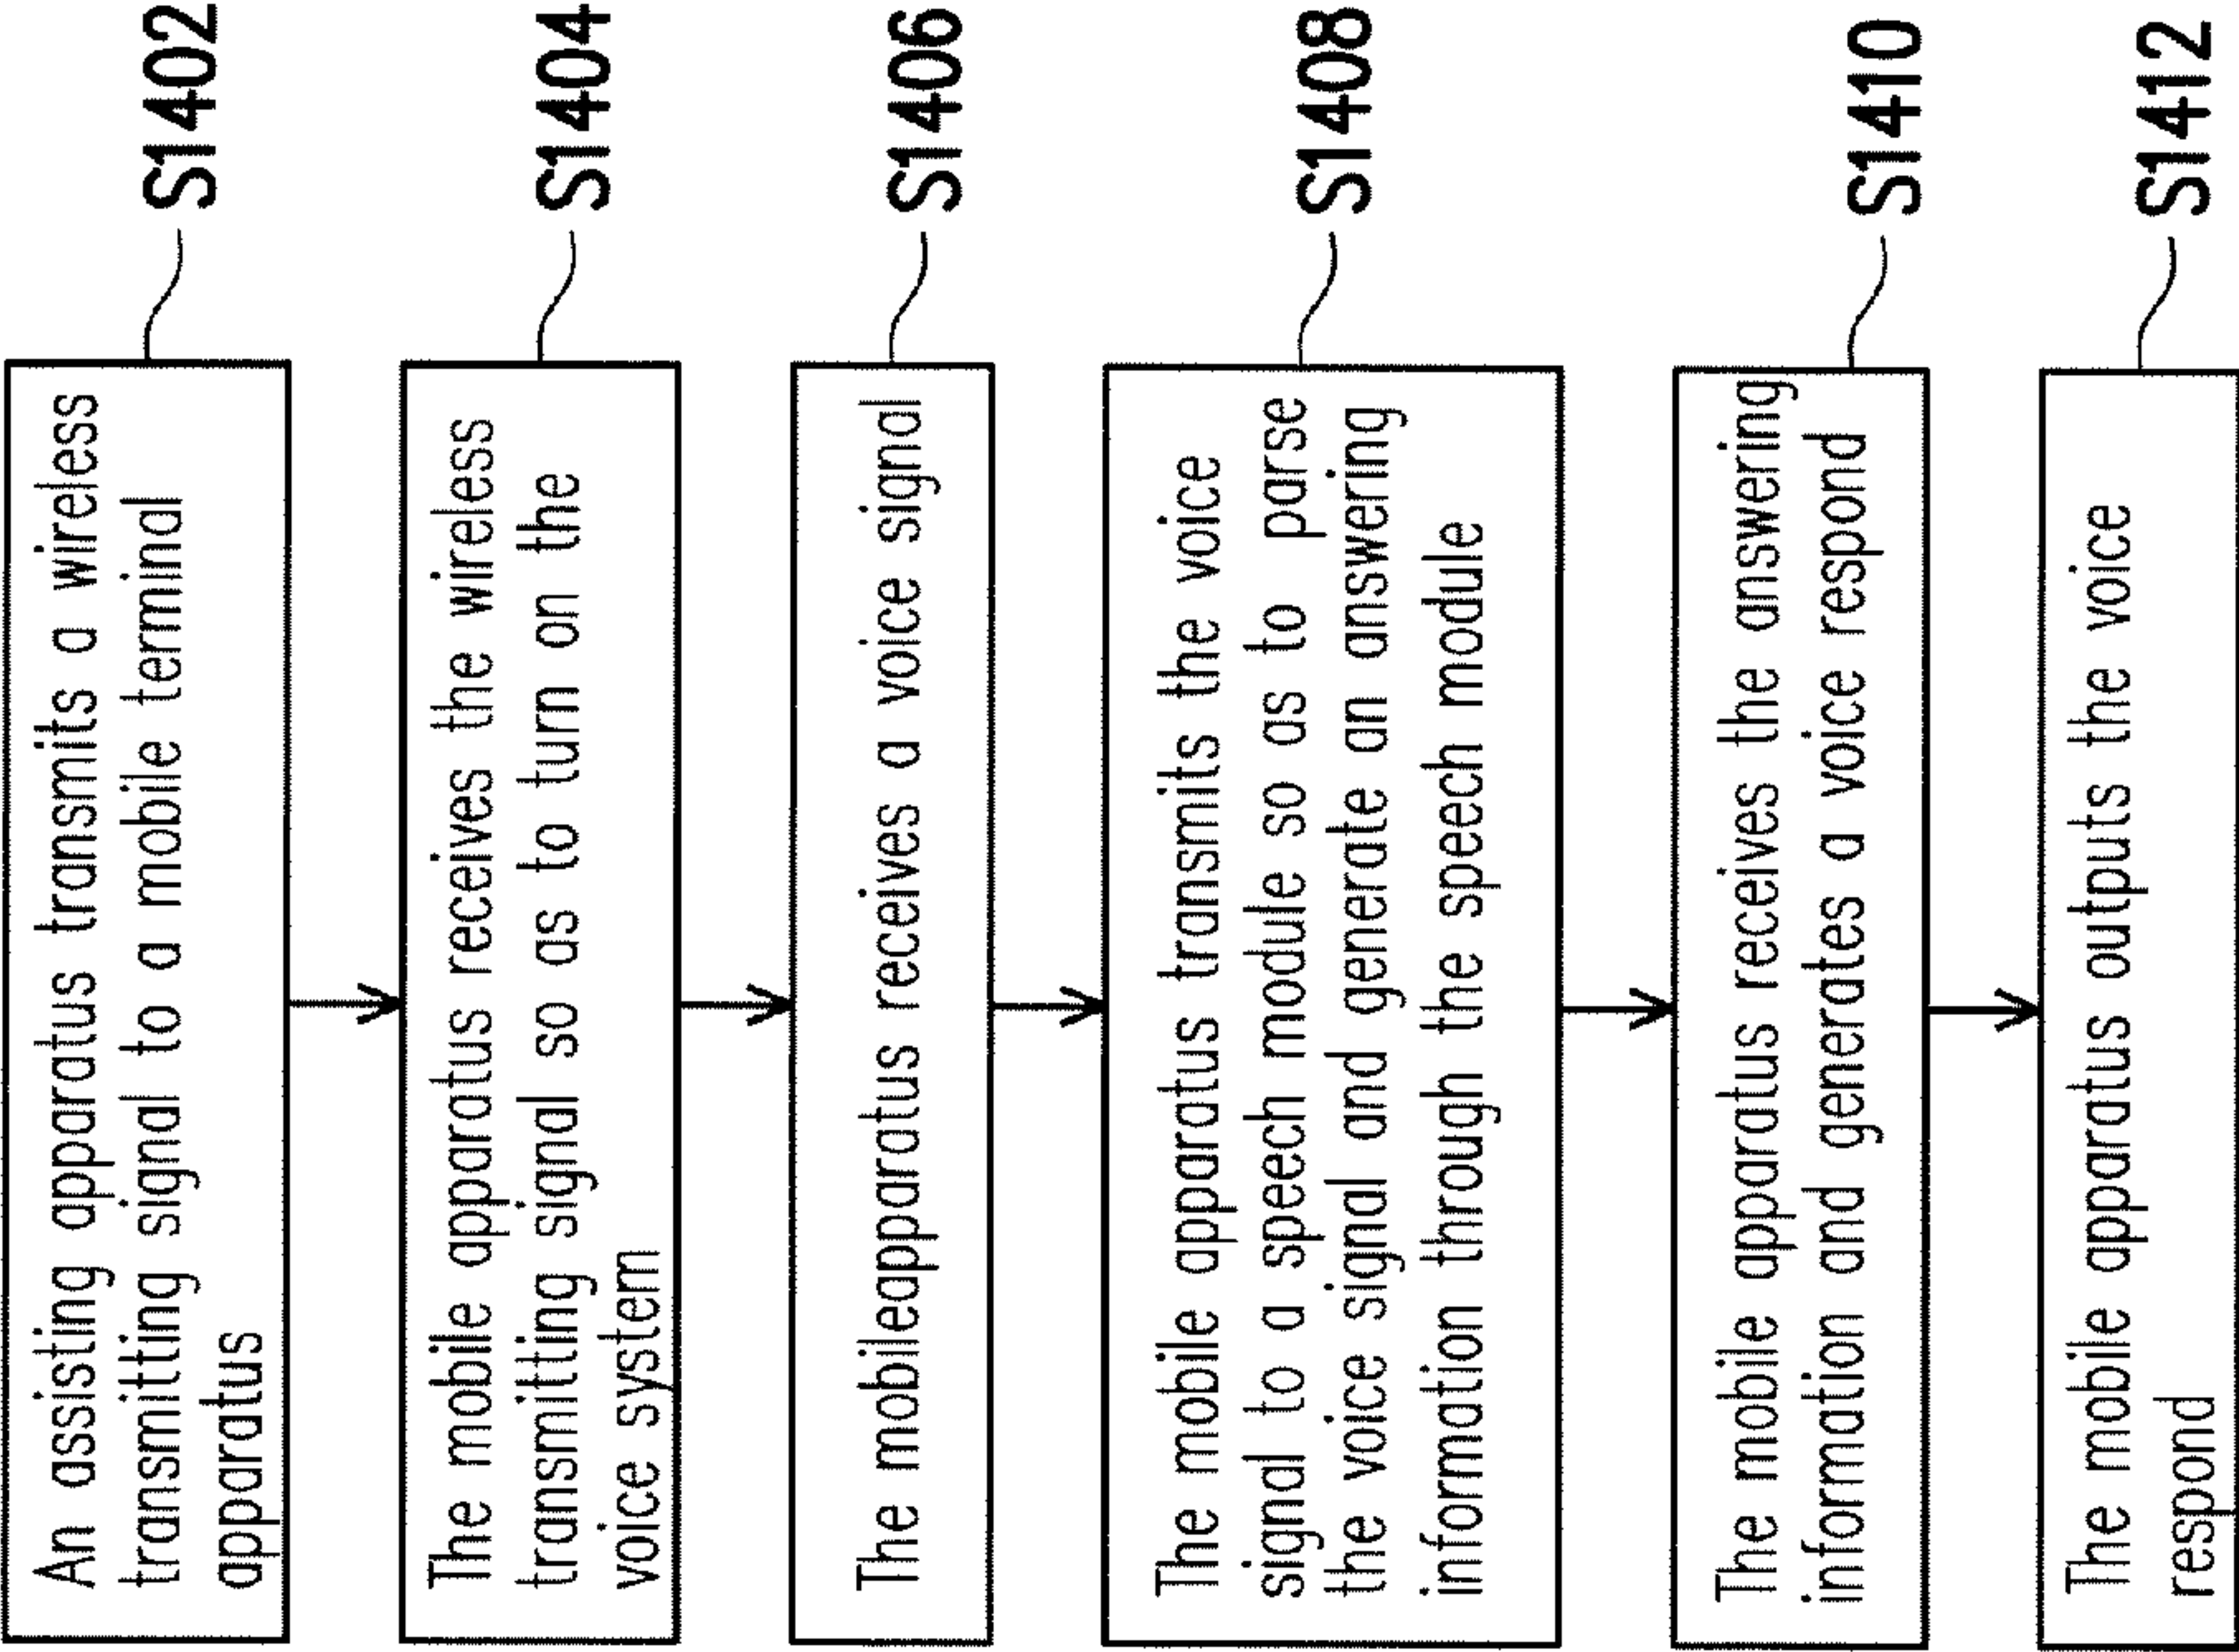 An assisting apparatus transmits a wireless
transmitting signal to a mobile terminal
apparatus
S1402
The mobile apparatus receives the wireless
transmitting signal so as to turn on the
voice system
S1404
The mobileapparatus receives a voice signal
S1406
The mobile apparatus transmits the voice
signal to a speech module so as to parse
the voice signal and generate an answering
information through the speech module
S1408
The mobile apparatus receives the answering
information and generates a voice respond
S1410
The mobile apparatus outputs the voice
respond
S1412